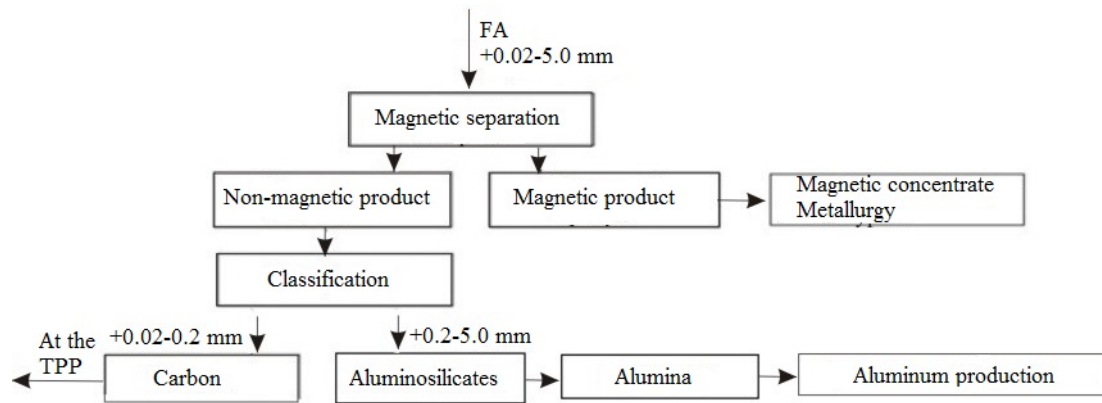 FA
+0.02-5.0 mm
Magnetic separation
Non-magnetic product
Magnetic product
Magnetic concentrate
Metallurgy
Classification
At the
TPP
+0.02-0.2 mm
+0.2-5.0 mm
Carbon
Aluminosilicates
Alumina
Aluminum production